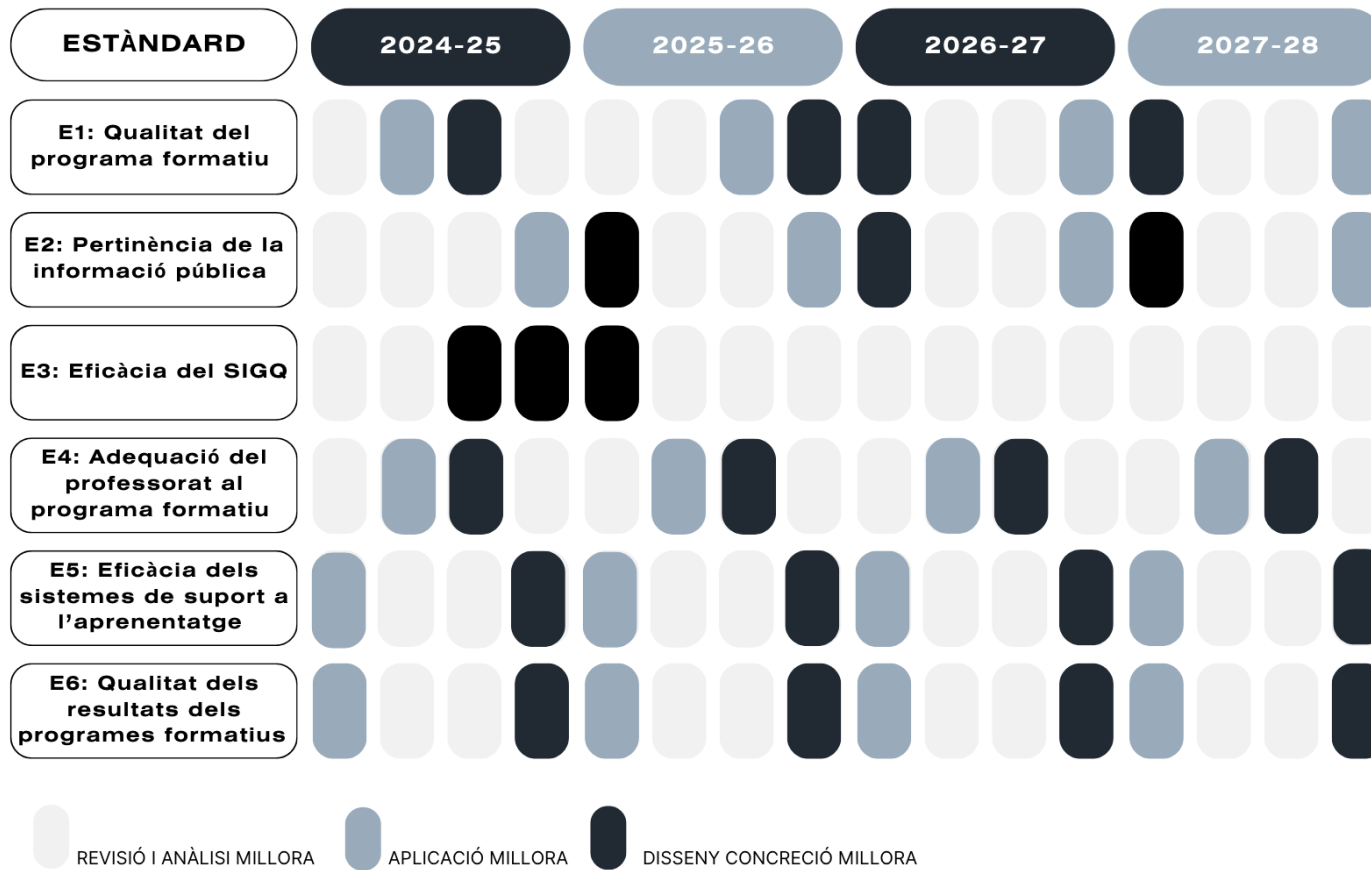 ESTÀNDARD
2024-25
2025-26
2026-27
2027-28
E1: Qualitat del
programa formatiu
E2: Pertinència de la
informació pública
E3: Eficàcia del SIGQ
E4: Adequació del
professorat al
programa formatiu
E5: Eficàcia dels
sistemes de suport a
l’aprenentatge
E6: Qualitat dels
resultats dels
programes formatius
REVISIÓ I ANÀLISI MILLORA
APLICACIÓ MILLORA
DISSENY CONCRECIÓ MILLORA